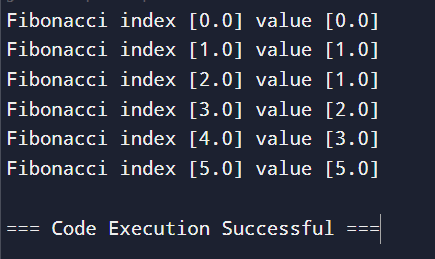 Fibonacci index [0.0] value [0.0]
Fibonacci index [1.0] value [1.0]
Fibonacci index [2.0] value [1.0]
Fibonacci index [3.0] value [2.0]
Fibonacci index [4.0] value [3.0]
Fibonacci index [5.0] value [5.0]
=== Code Execution Successful ===